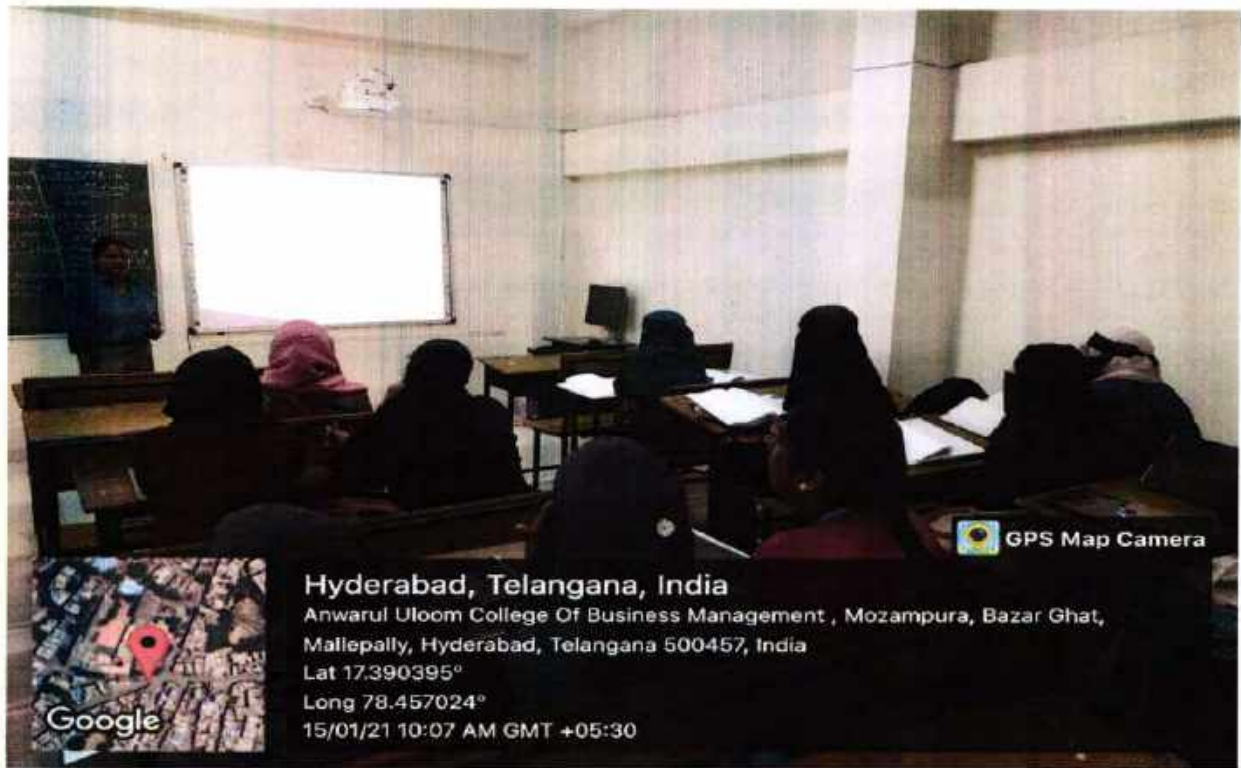 GPS Map Camera
Hyderabad, Telangana, India
Anwarul Uloom College Of Business Management , Mozampura, Bazar Ghat,
Mallepally, Hyderabad, Telangana 500457, India
Lat 17.390395°
Long 78.457024°
15/01/21 10:07 AM GMT +05:30
Google